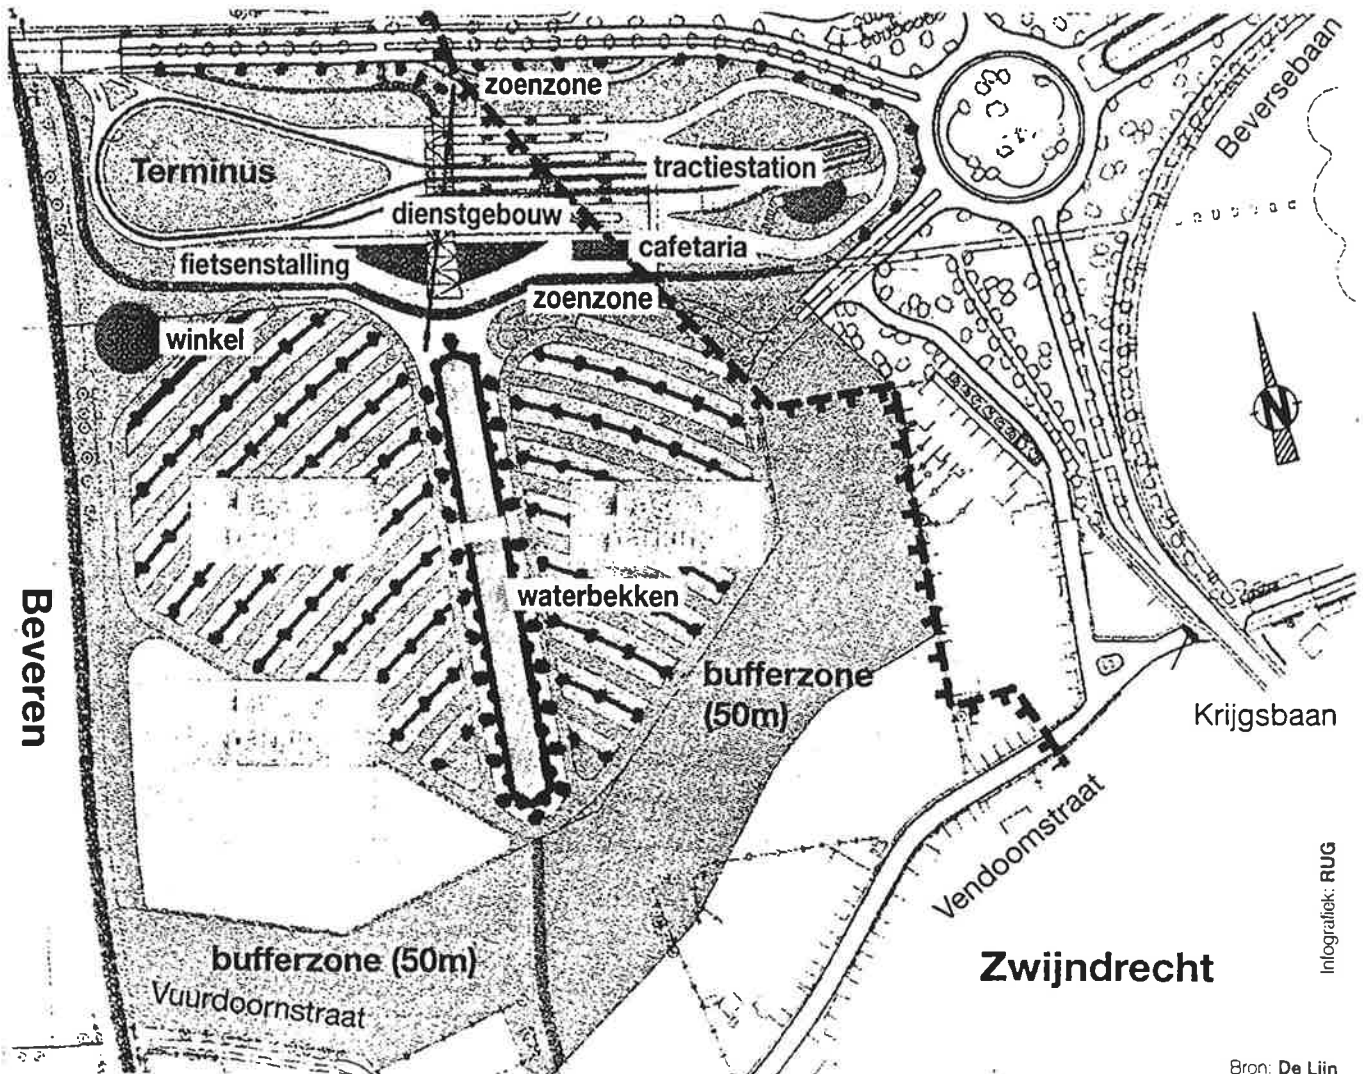 zoenzone
Beversebaan
Terminus
tractiestation
dienstgebouw
cafetaria
fietsenstalling
zoenzone
winkel
N
waterbekken
Beveren
bufferzone
(50m)
Krijgsbaan
Vendoomstraat
Infografiek: RUG
bufferzone (50m)
Zwijndrecht
Vuurdoornstraat
Bron: De Lijn